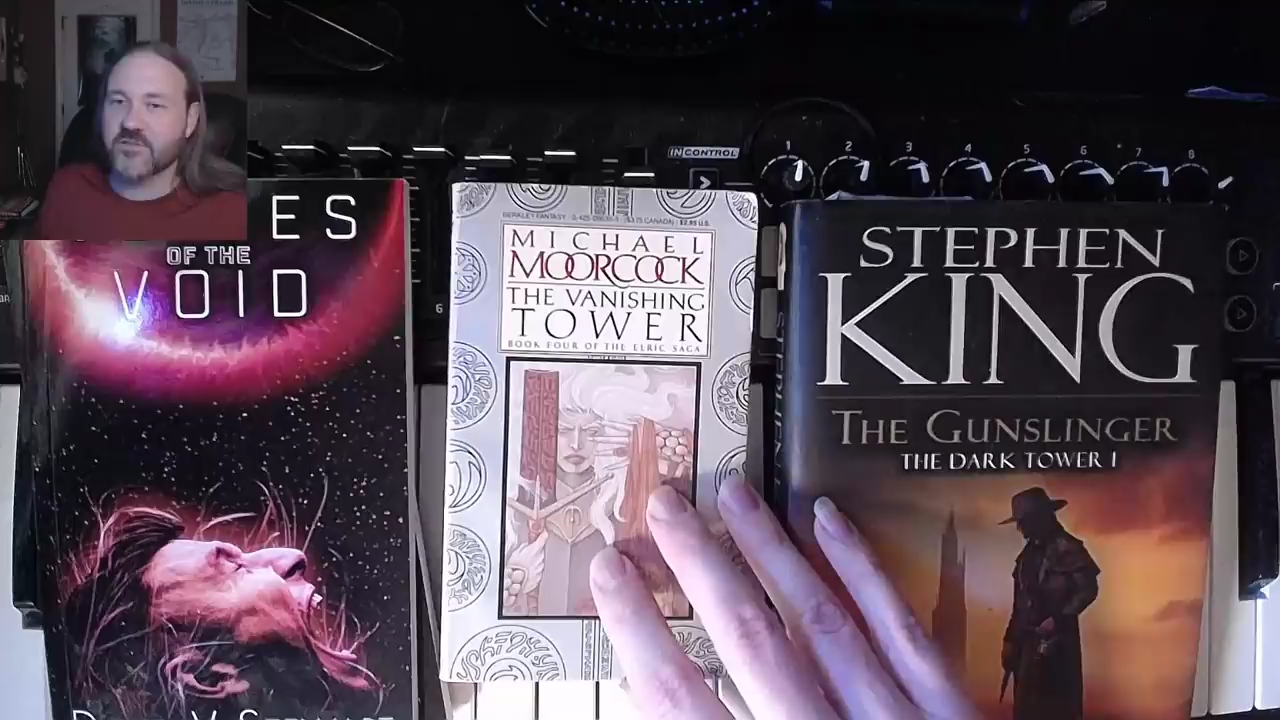 ES
OF THE
VOID
MICHAEL
MOORCOCK
THE VANISHING
TOWER
BOOK FOUR OF THE ELRIC SAGA
STEPHEN
KING
THE GUNSLINGER
THE DARK TOWER I
INCONTROL
1 2 3 4 5 6 7 8
6